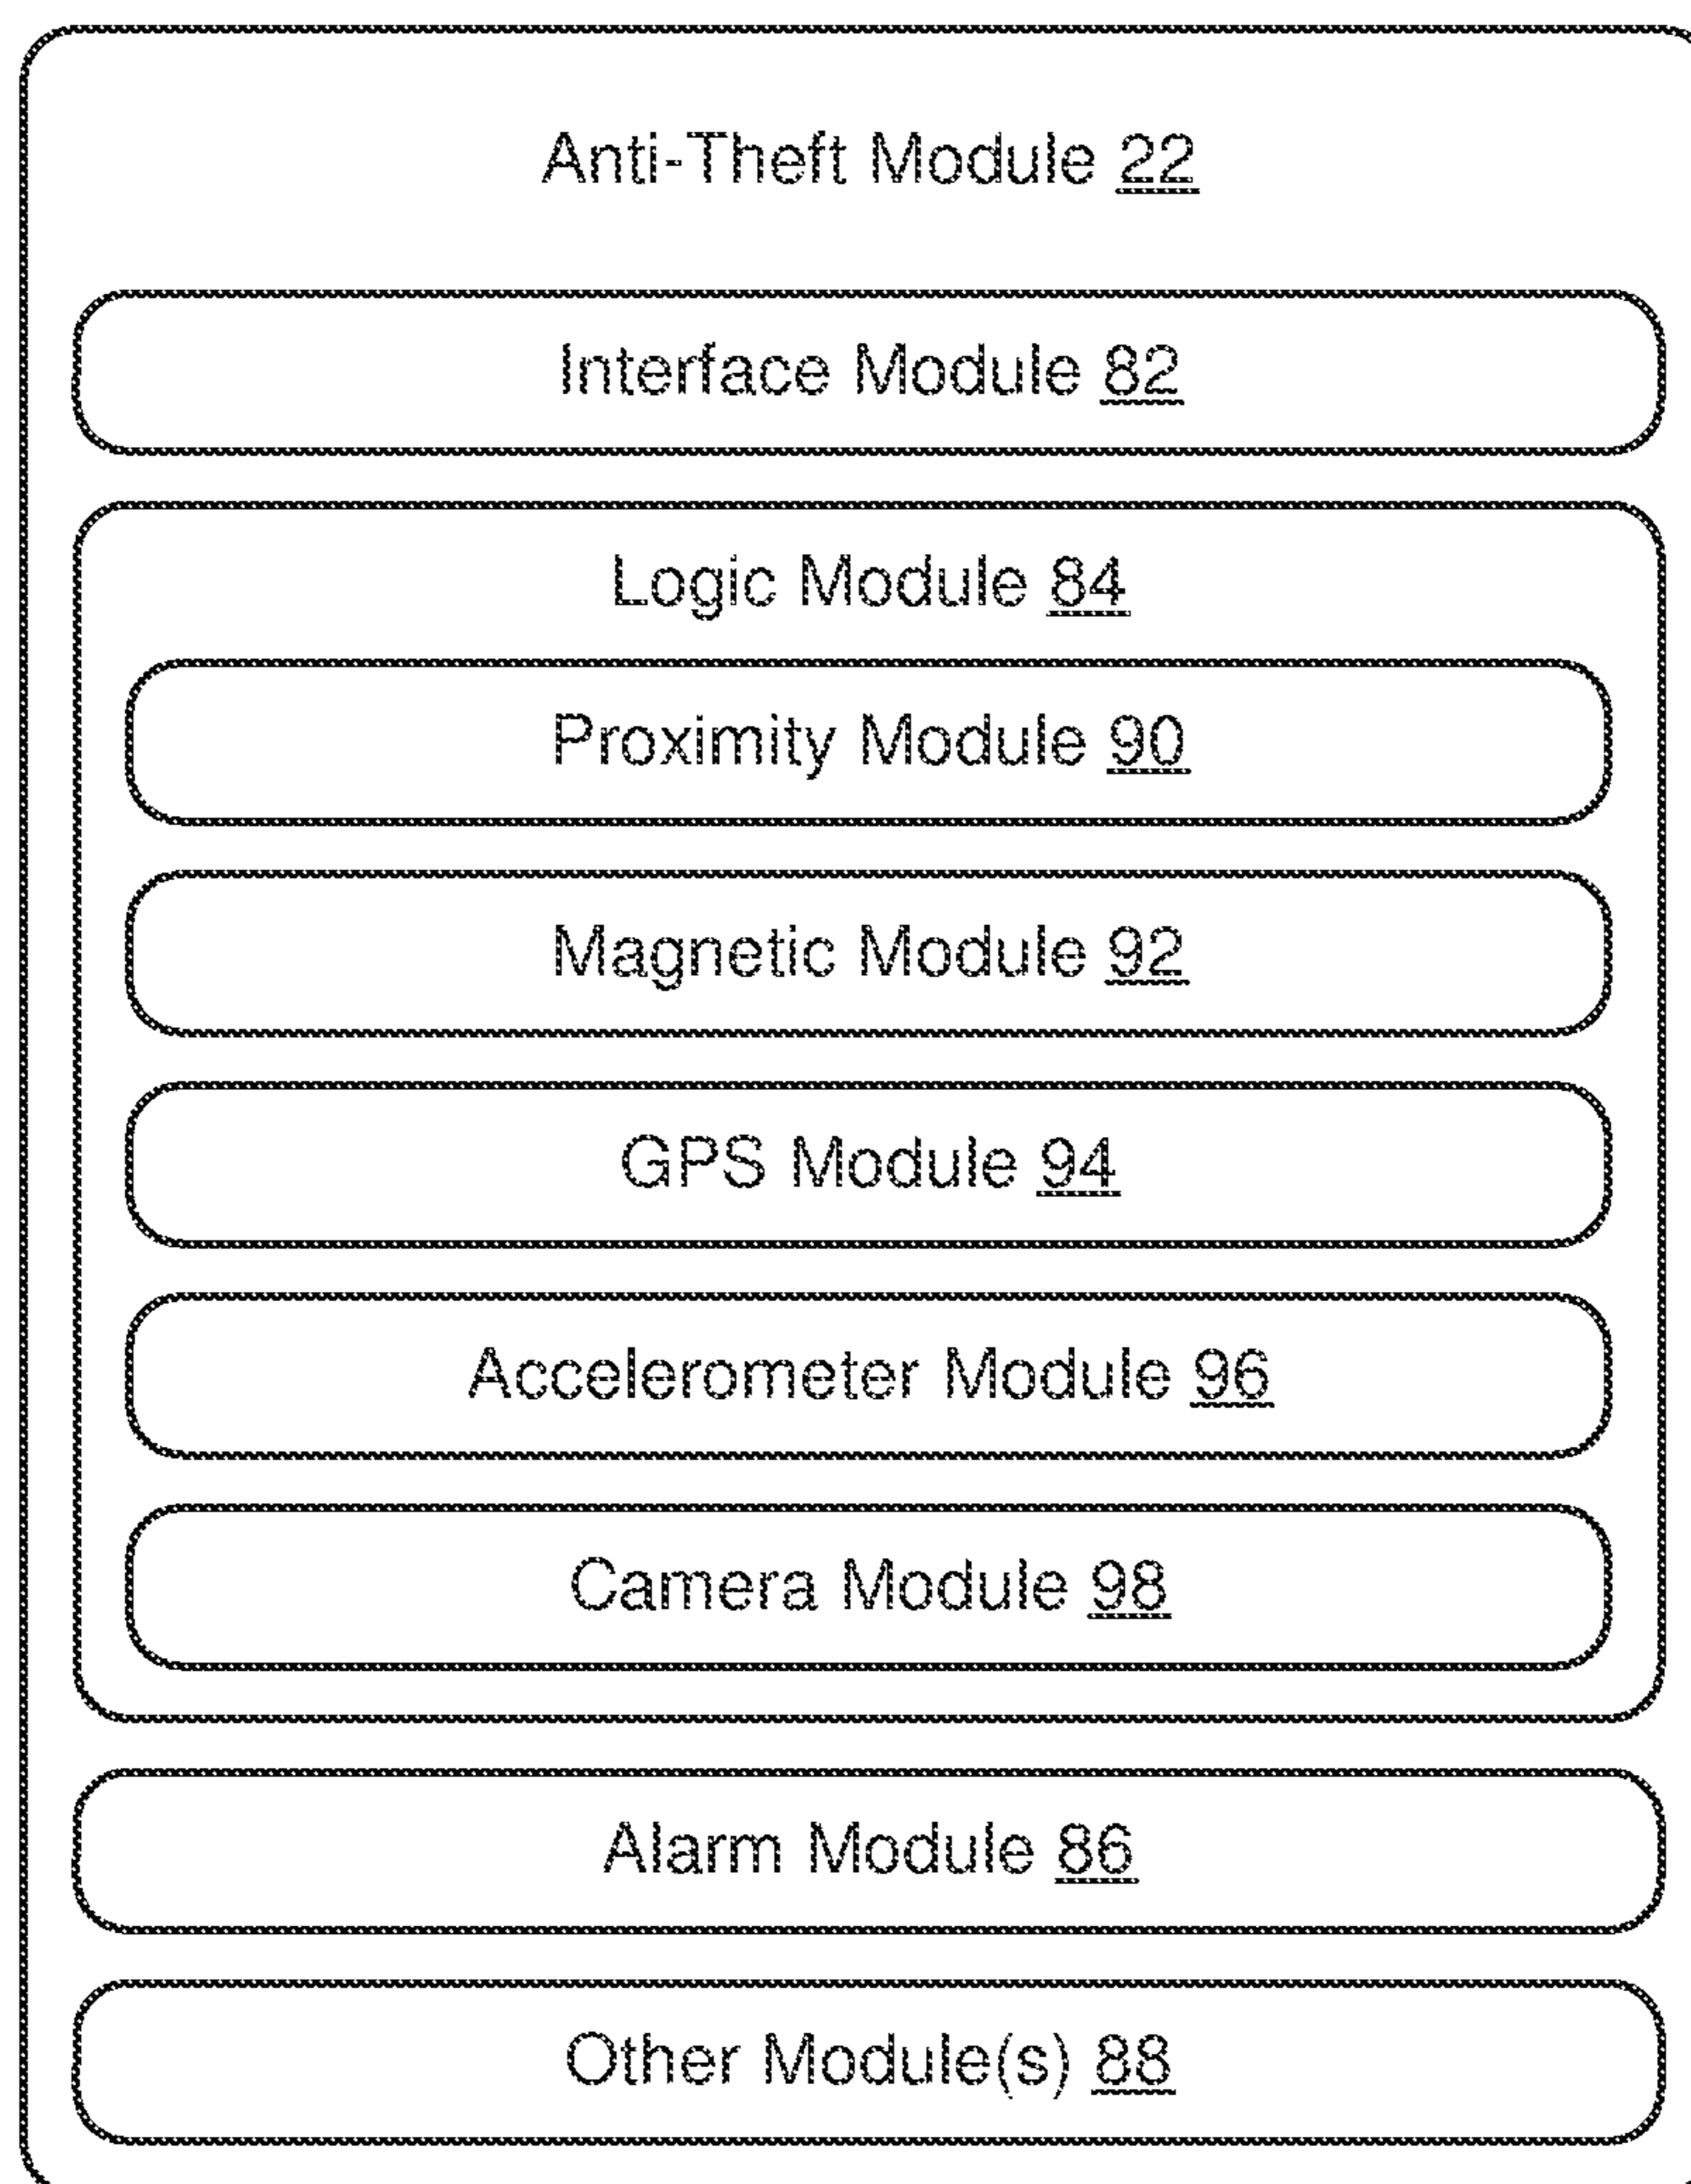 Anti-Theft Module 22
Interface Module 82
Logic Module 84
Proximity Module 90
Magnetic Module 92
GPS Module 94
Accelerometer Module 96
Camera Module 98
Alarm Module 86
Other Module(s) 88